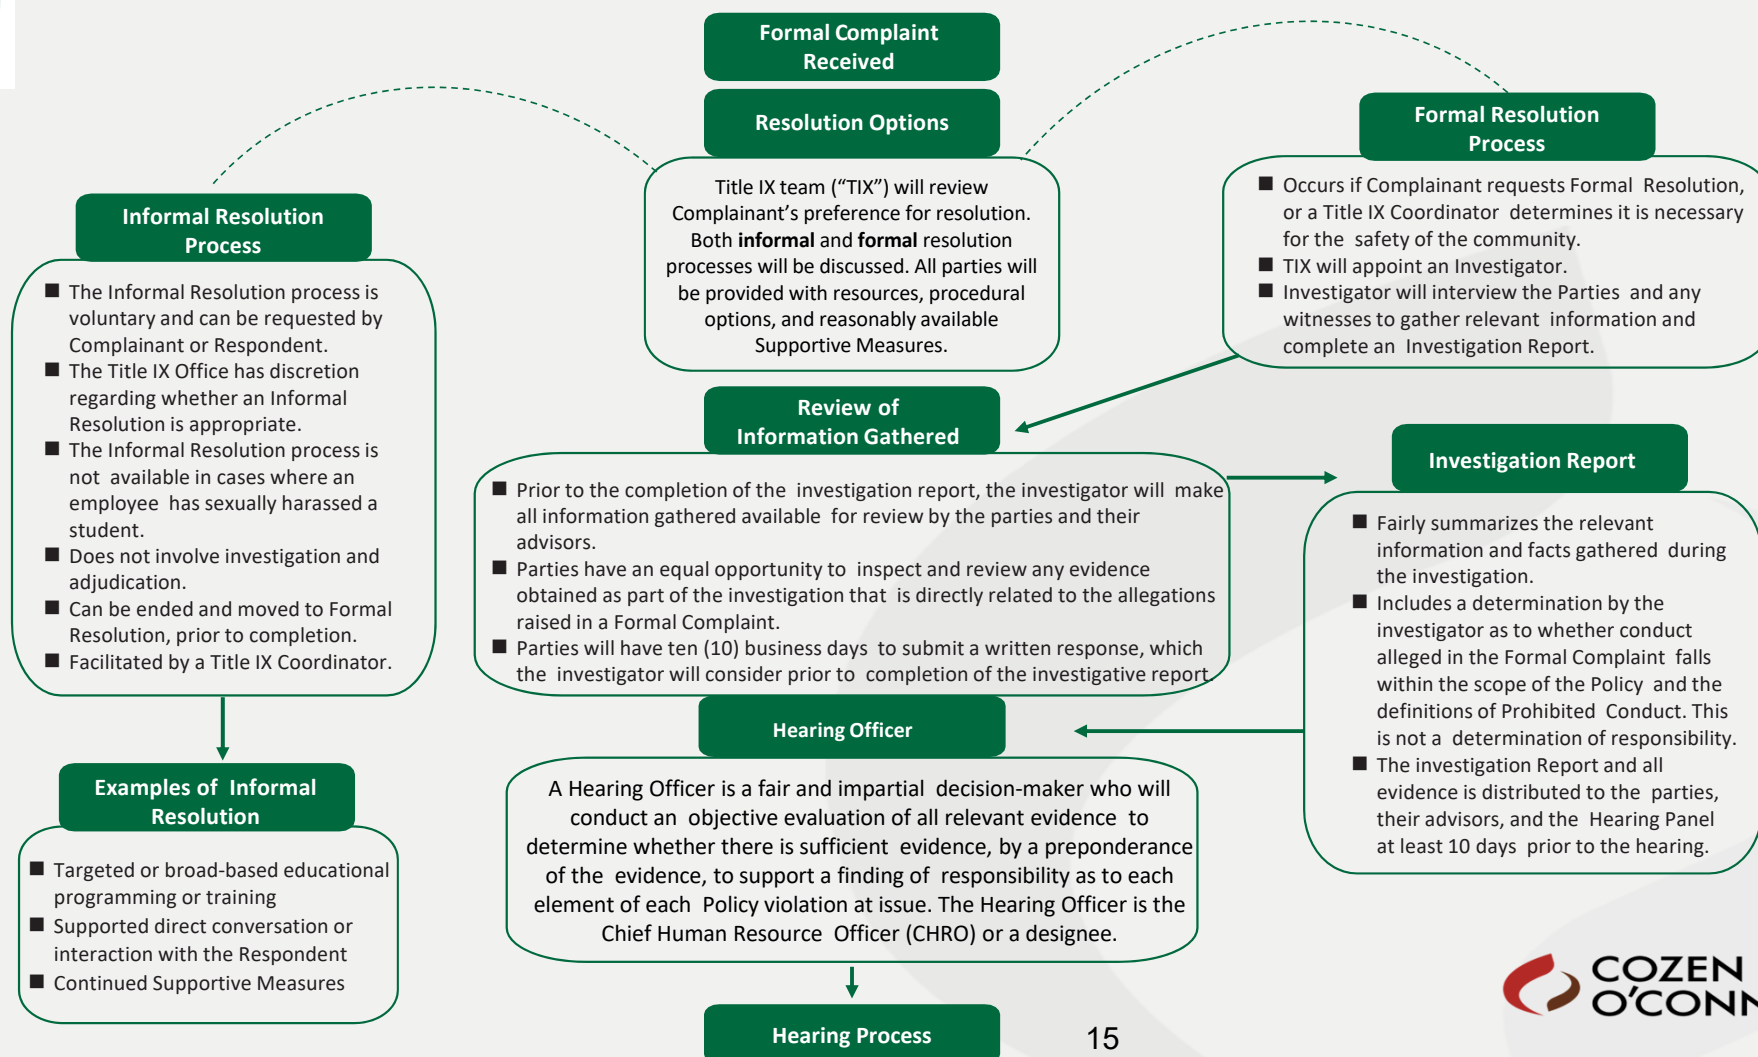 Formal Complaint
Received
Resolution Options
Title IX team (“TIX”) will review
Complainant’s preference for resolution.
Both informal and formal resolution
processes will be discussed. All parties will
be provided with resources, procedural
options, and reasonably available
Supportive Measures.
Informal Resolution
Process
■ The Informal Resolution process is
voluntary and can be requested by
Complainant or Respondent.
■ The Title IX Office has discretion
regarding whether an Informal
Resolution is appropriate.
■ The Informal Resolution process is
not available in cases where an
employee has sexually harassed a
student.
■ Does not involve investigation and
adjudication.
■ Can be ended and moved to Formal
Resolution, prior to completion.
■ Facilitated by a Title IX Coordinator.
Examples of Informal
Resolution
■ Targeted or broad-based educational
programming or training
■ Supported direct conversation or
interaction with the Respondent
■ Continued Supportive Measures
Formal Resolution
Process
■ Occurs if Complainant requests Formal Resolution,
or a Title IX Coordinator determines it is necessary
for the safety of the community.
■ TIX will appoint an Investigator.
■ Investigator will interview the Parties and any
witnesses to gather relevant information and
complete an Investigation Report.
Review of
Information Gathered
■ Prior to the completion of the investigation report, the investigator will make
all information gathered available for review by the parties and their
advisors.
■ Parties have an equal opportunity to inspect and review any evidence
obtained as part of the investigation that is directly related to the allegations
raised in a Formal Complaint.
■ Parties will have ten (10) business days to submit a written response, which
the investigator will consider prior to completion of the investigative report.
Investigation Report
■ Fairly summarizes the relevant
information and facts gathered during
the investigation.
■ Includes a determination by the
investigator as to whether conduct
alleged in the Formal Complaint falls
within the scope of the Policy and the
definitions of Prohibited Conduct. This
is not a determination of responsibility.
■ The investigation Report and all
evidence is distributed to the parties,
their advisors, and the Hearing Panel
at least 10 days prior to the hearing.
Hearing Officer
A Hearing Officer is a fair and impartial decision-maker who will
conduct an objective evaluation of all relevant evidence to
determine whether there is sufficient evidence, by a preponderance
of the evidence, to support a finding of responsibility as to each
element of each Policy violation at issue. The Hearing Officer is the
Chief Human Resource Officer (CHRO) or a designee.
Hearing Process
15
COZEN
O’CONN